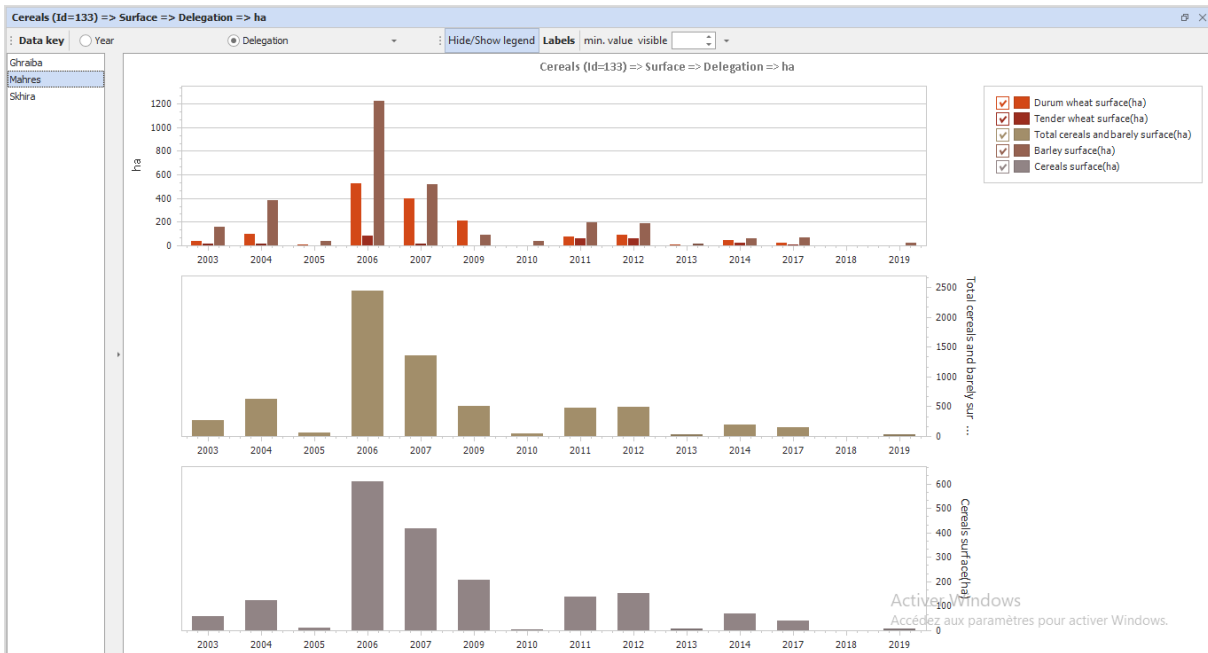 Cereals (Id=133) => Surface => Delegation => ha
Data key Year Delegation Hide/Show legend Labels min. value visible
Ghraiba
Mahres
Skhira
Cereals (Id=133) => Surface => Delegation => ha
Durum wheat surface(ha)
Tender wheat surface(ha)
Total cereals and barely surface(ha)
Barley surface(ha)
Cereals surface(ha)
ha
1200
1000
800
600
400
200
0
2003 2004 2005 2006 2007 2009 2010 2011 2012 2013 2014 2017 2018 2019
Total cereals and barely sur ...
2500
2000
1500
1000
500
0
2003 2004 2005 2006 2007 2009 2010 2011 2012 2013 2014 2017 2018 2019
Cereals surface(ha)
600
500
400
300
200
100
0
2003 2004 2005 2006 2007 2009 2010 2011 2012 2013 2014 2017 2018 2019
Activer Windows
Accédez aux paramètres pour activer Windows.